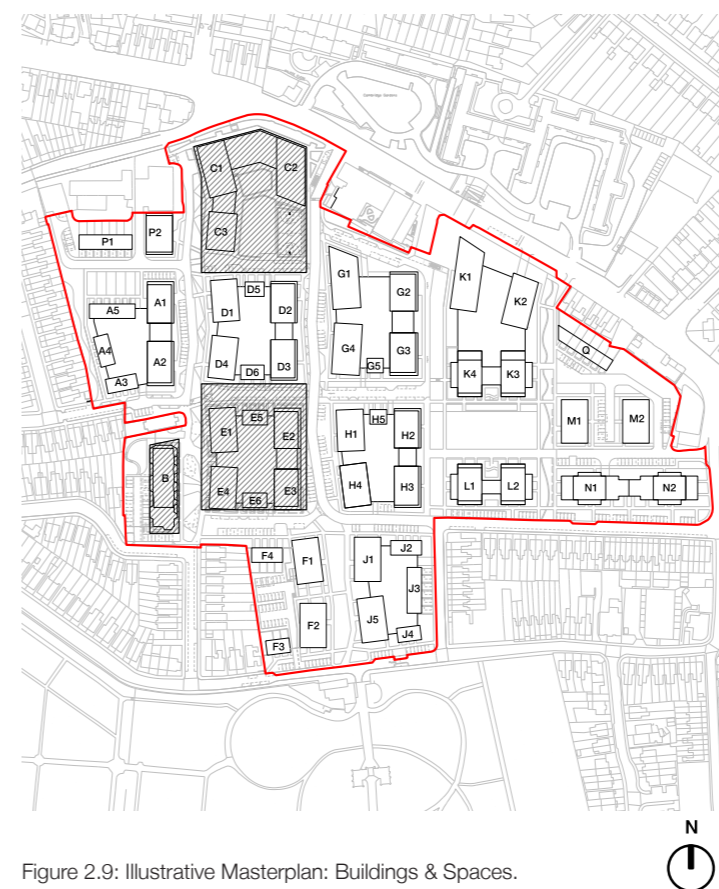 Cambridge Gardens
C1
C2
C3
P1
P2
A1
A5
A4
A2
A3
D5
D1
D2
D4
D6
D3
G1
G2
G4
G3
G5
K1
K2
K4
K3
Q
M1
M2
E5
E1
E2
E4
E6
E3
B
H5
H1
H2
H4
H3
L1
L2
N1
N2
F4
F1
F2
F3
J1
J2
J3
J5
J4
N
Figure 2.9: Illustrative Masterplan: Buildings & Spaces.